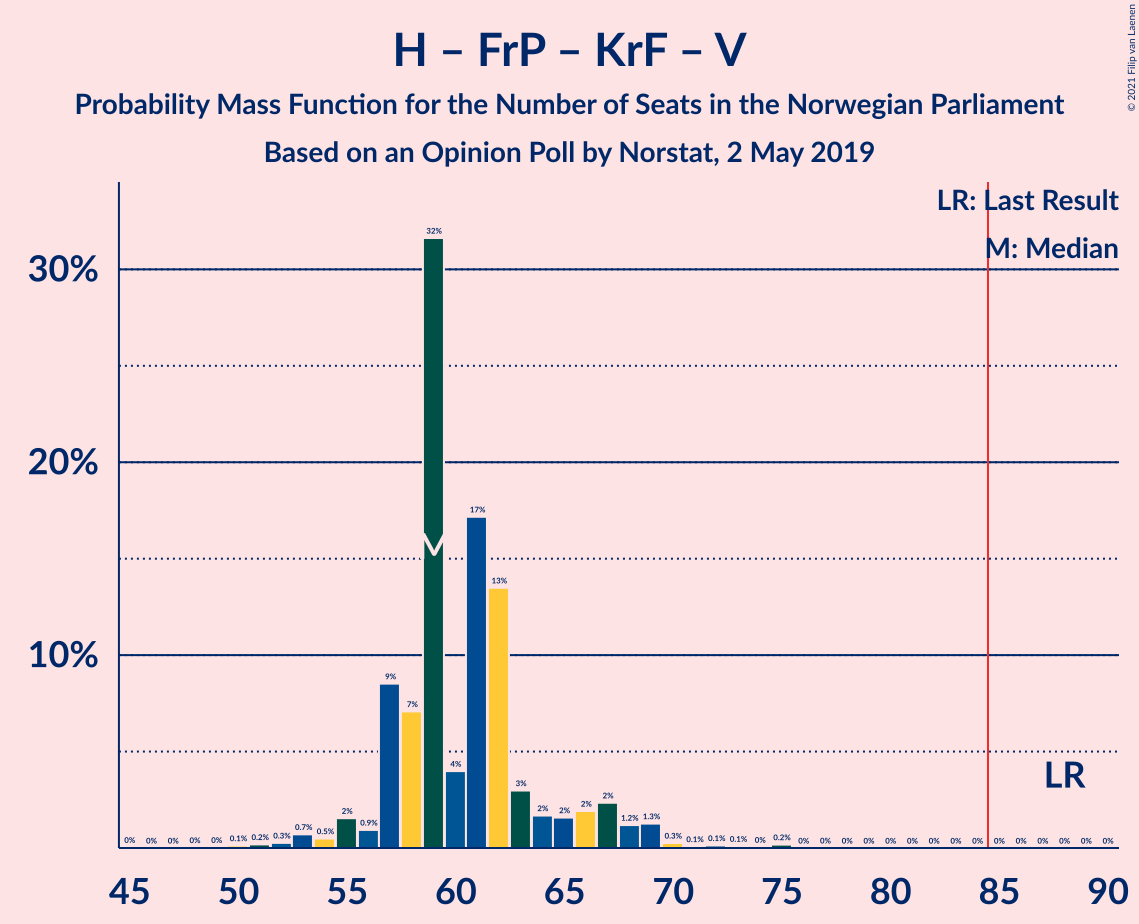 H – FrP – KrF – V
Probability Mass Function for the Number of Seats in the Norwegian Parliament
Based on an Opinion Poll by Norstat, 2 May 2019
© 2021 Filip van Laenen
LR: Last Result
M: Median
30%
20%
10%
0% 0% 0% 0% 0% 0.1% 0.2% 0.3% 0.7% 0.5% 2% 0.9% 9% 7% 32% 4% 17% 13% 3% 2% 2% 2% 2% 1.2% 1.3% 0.3% 0.1% 0.1% 0.1% 0% 0.2% 0% 0% 0% 0% 0% 0% 0% 0% 0% 0% 0% 0% 0% 0% 0%
LR
45 50 55 60 65 70 75 80 85 90